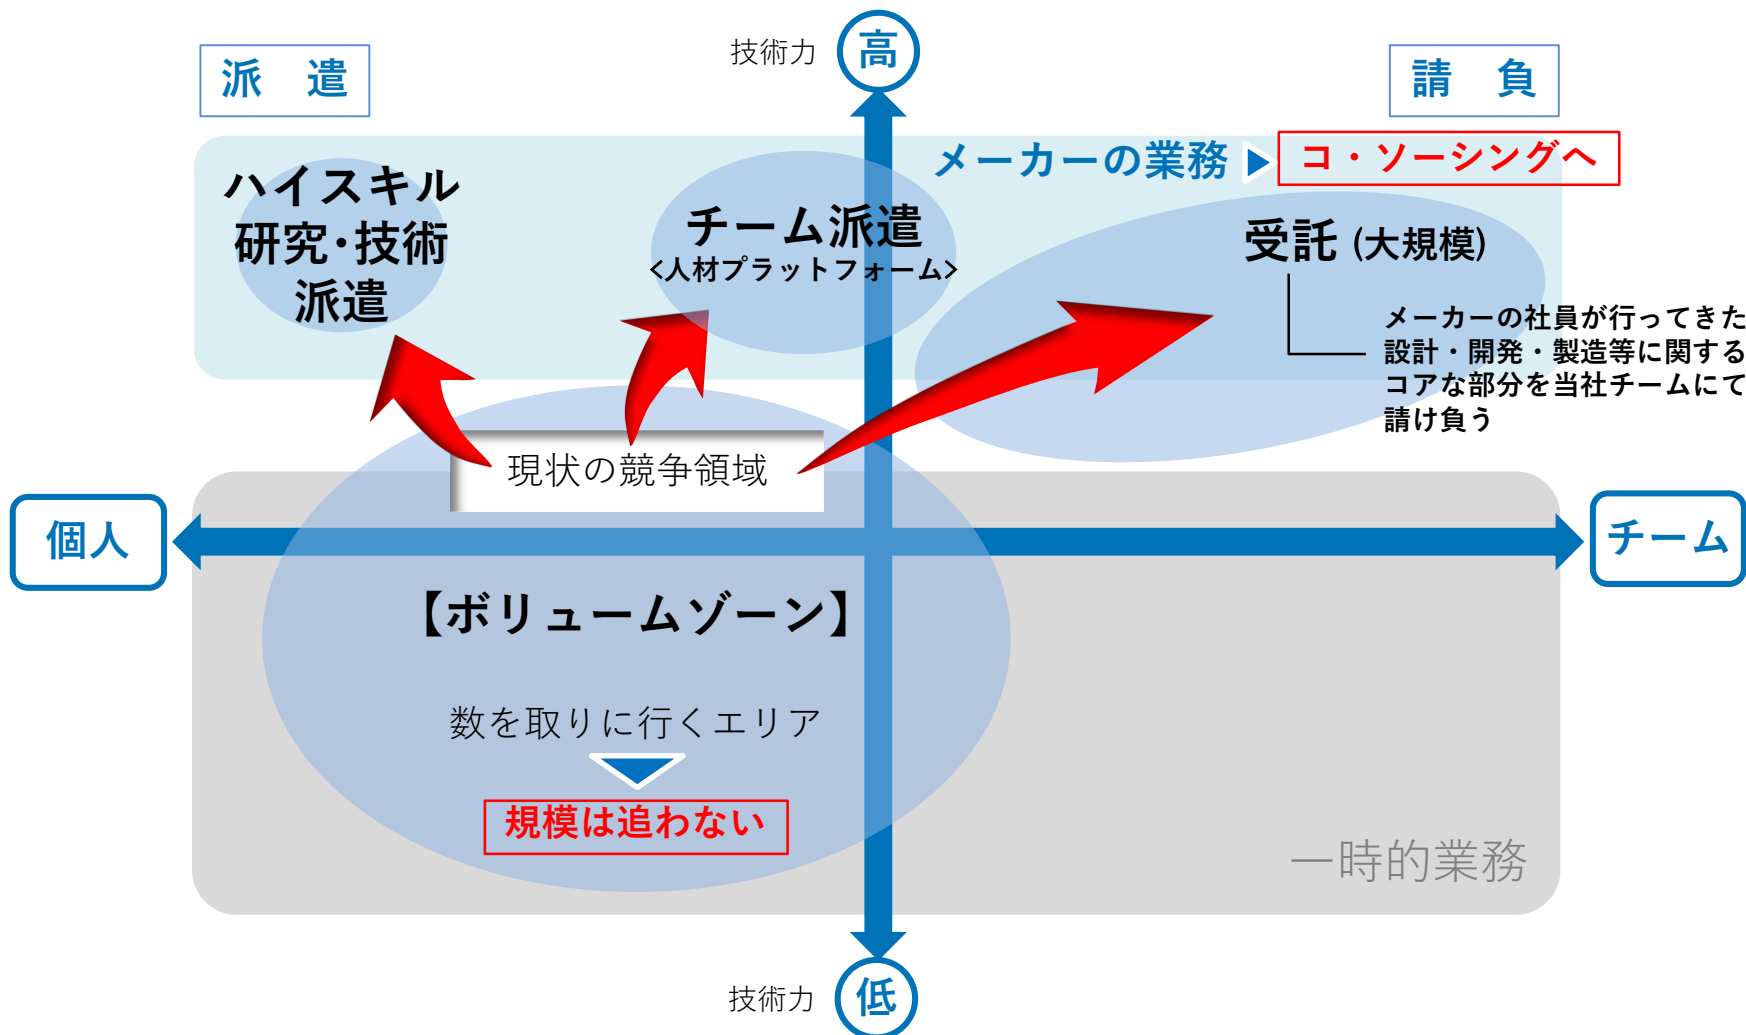 技術力 高
派 遣
請 負
メーカーの業務
コ・ソーシングへ
ハイスキル
研究・技術
派遣
チーム派遣
<人材プラットフォーム>
受託 (大規模)
メーカーの社員が行ってきた
設計・開発・製造等に関する
コアな部分を当社チームにて
請け負う
現状の競争領域
個人
チーム
【ボリュームゾーン】
数を取りに行くエリア
規模は追わない
一時的業務
技術力 低